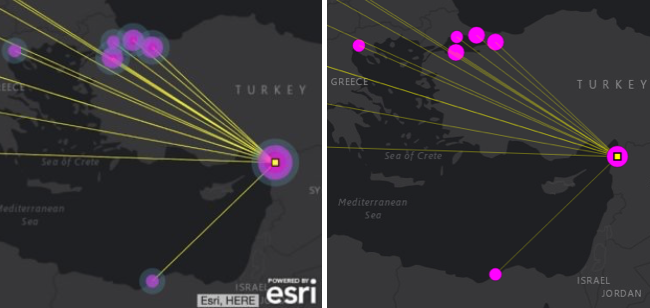 EECE
TURKEY
Sea of Crete
SY
Mediterranean
Sea
ISRAEL
POWERED BY
esri
Esri, HERE
GREECE
TURKEY
Sea of Crete
Mediterranean
Sea
ISRAEL
JORDAN